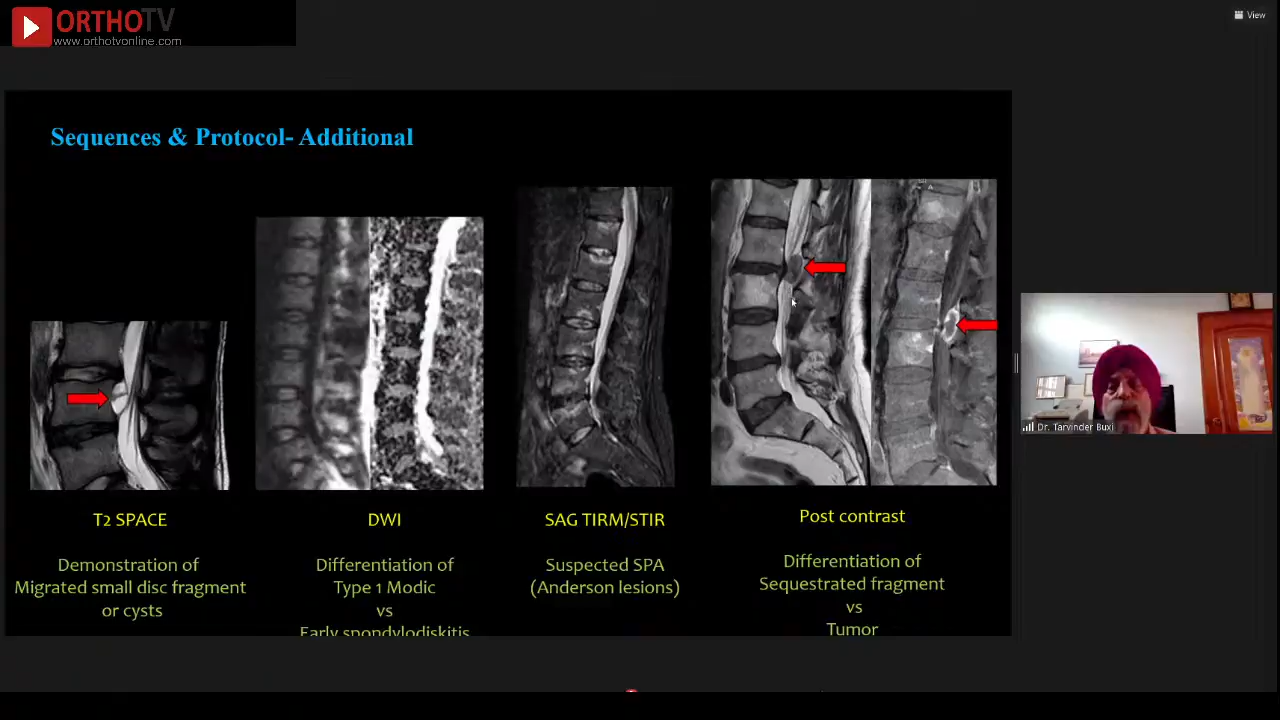 ORTHOTV
www.orthotvonline.com
View
Sequences & Protocol- Additional
T2 SPACE
Demonstration of
Migrated small disc fragment
or cysts
DWI
Differentiation of
Type 1 Modic
vs
Early spondylodiskitis
SAG TIRM/STIR
Suspected SPA
(Anderson lesions)
Post contrast
Differentiation of
Sequestrated fragment
vs
Tumor
Dr. Tarvinder Buxi